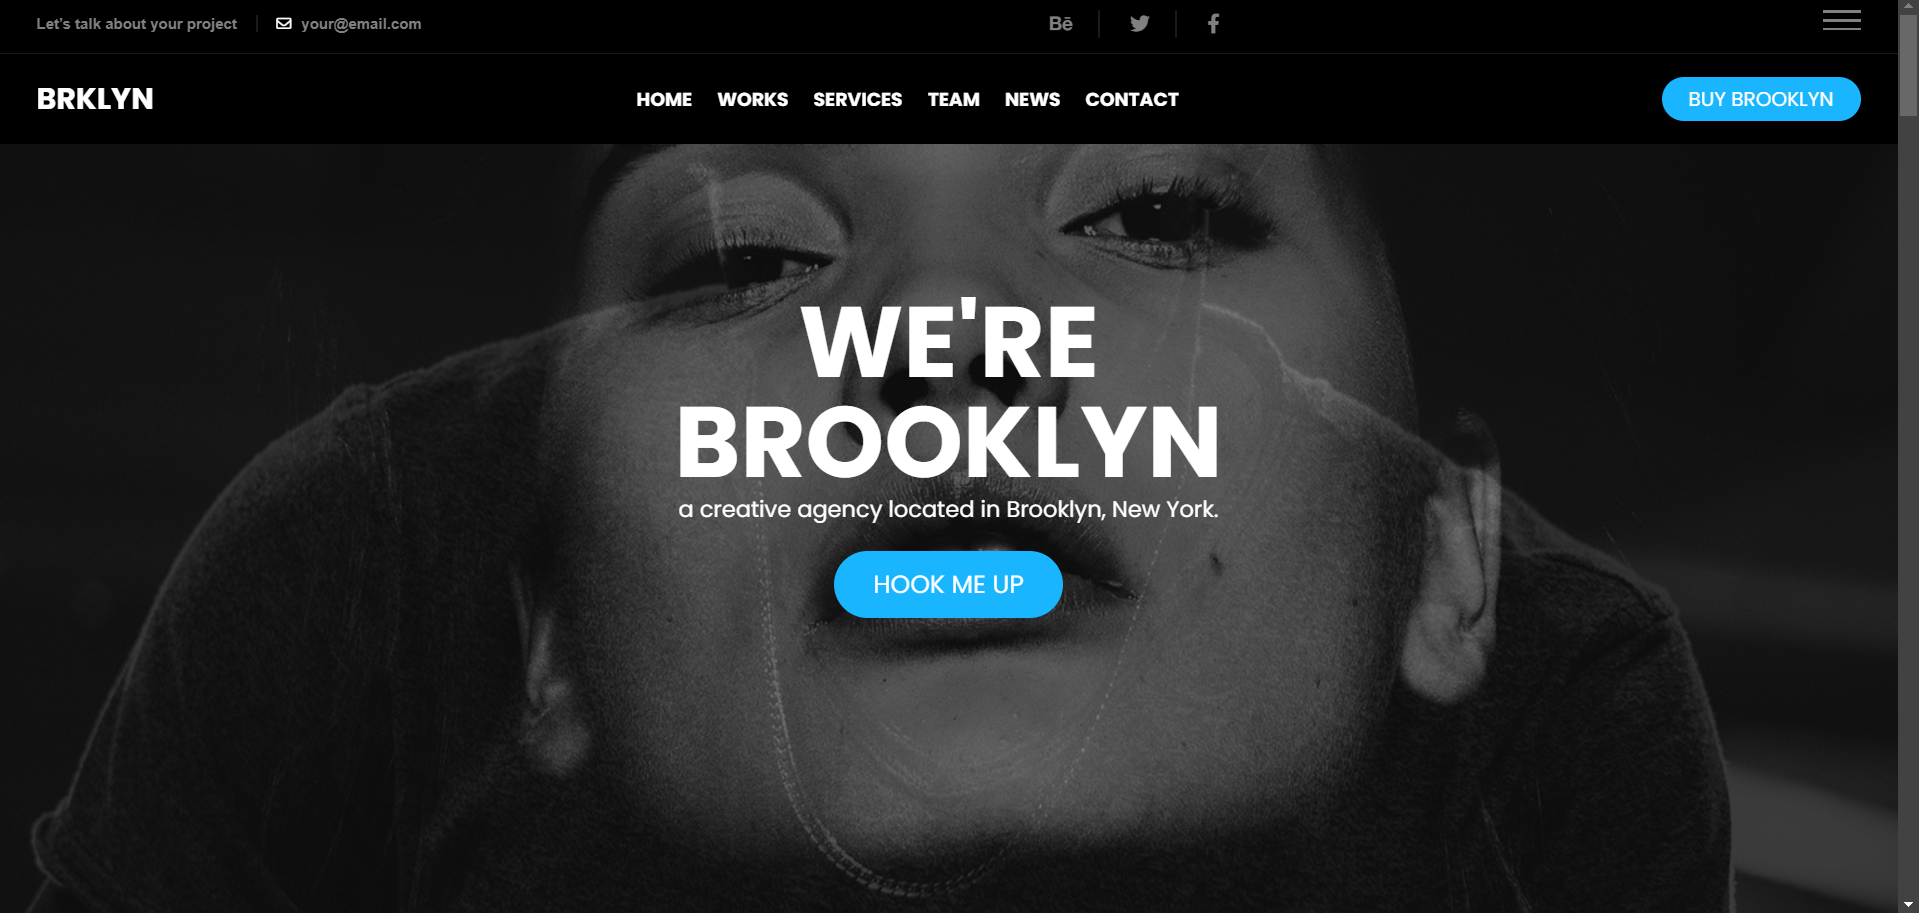 Let's talk about your project your@email.com Bē
BRKLYN HOME WORKS SERVICES TEAM NEWS CONTACT BUY BROOKLYN
WE'RE
BROOKLYN
a creative agency located in Brooklyn, New York.
HOOK ME UP